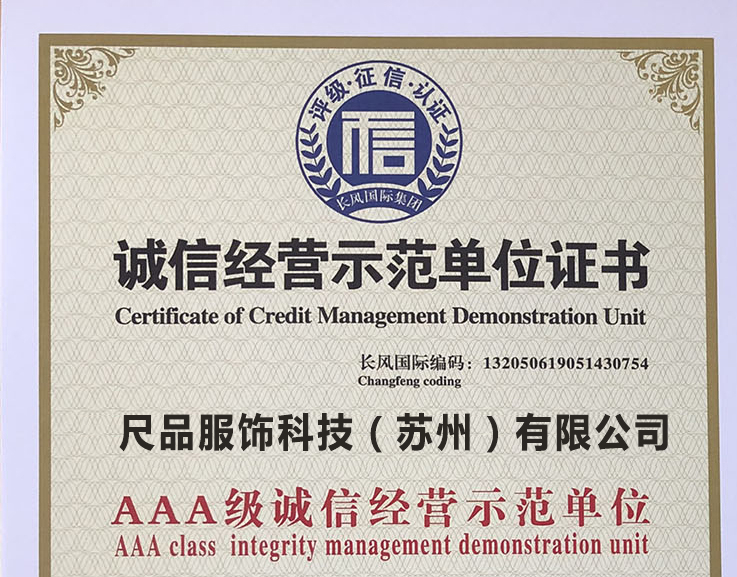 评级·征信·认证
信
长风国际集团
诚信经营示范单位证书
Certificate of Credit Management Demonstration Unit
长风国际编码：132050619051430754
Changfeng coding
尺品服饰科技（苏州）有限公司
AAA级诚信经营示范单位
AAA class integrity management demonstration unit